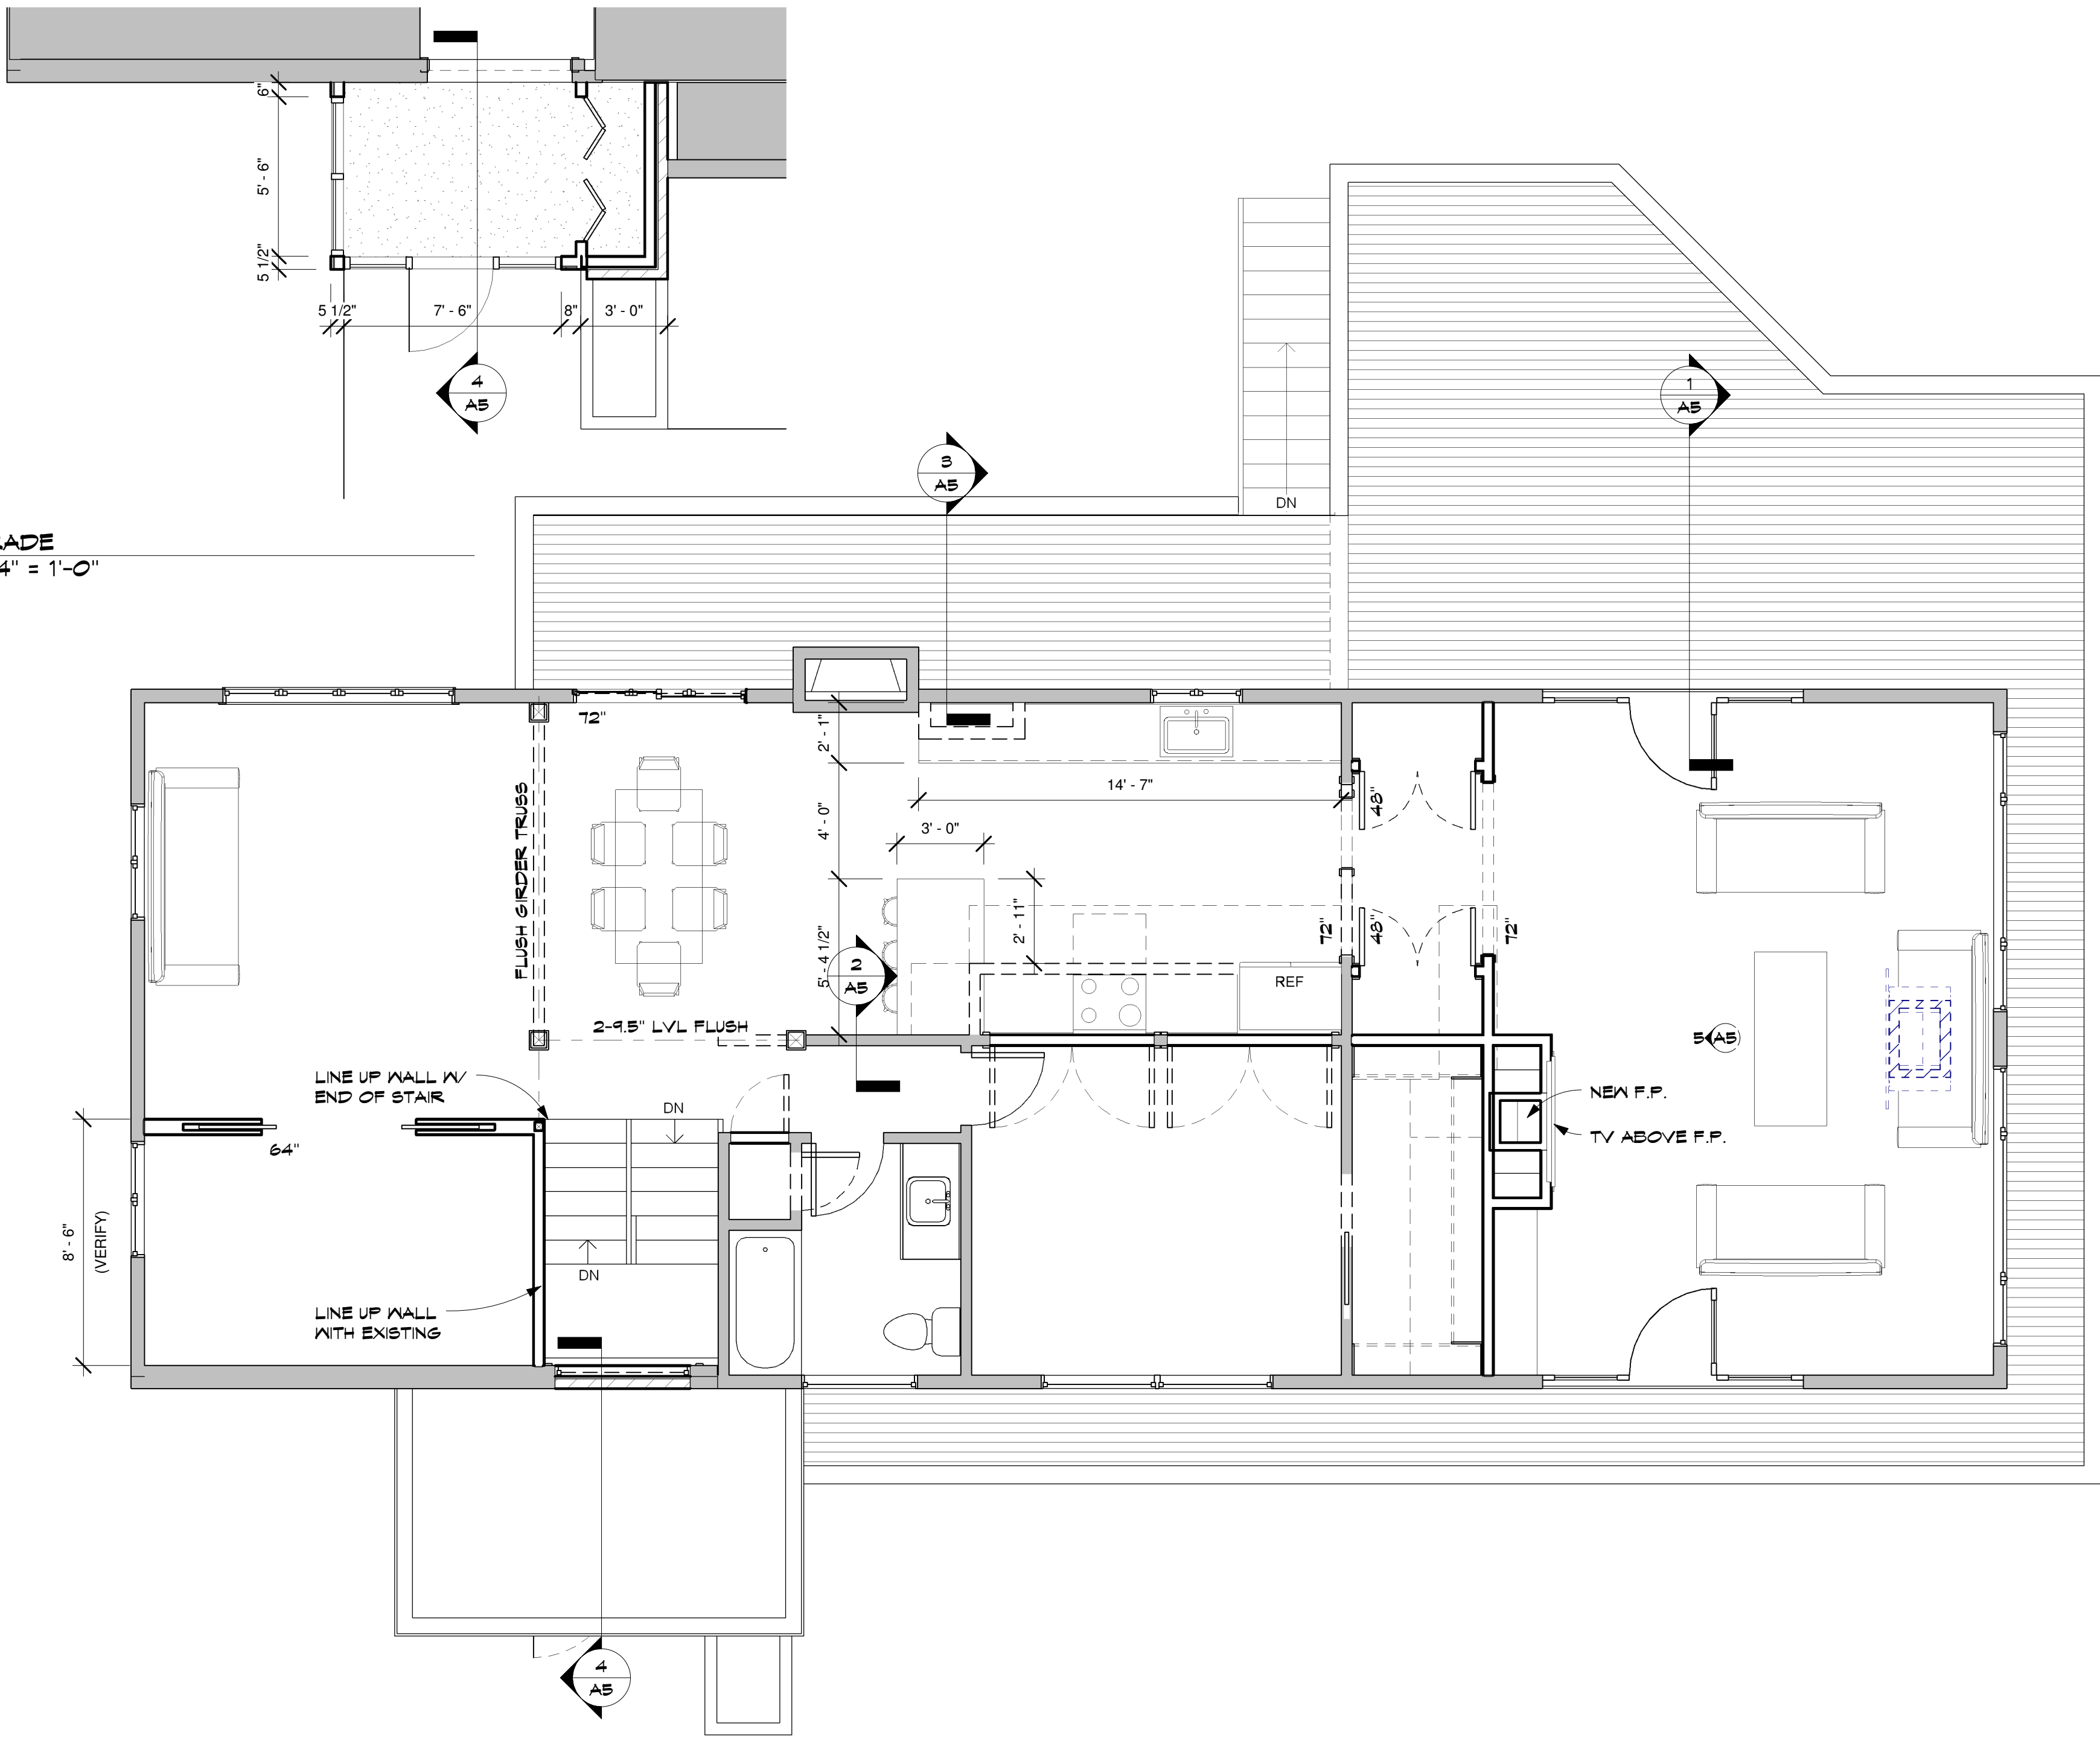 6"
5' - 6"
5 1/2"
5 1/2"
7' - 6"
8"
3' - 0"
4
A5
1
A5
3
A5
DN
4" = 1'-0"
72"
2' - 1"
14' - 7"
48"
FLUSH GIRDER TRUSS
4' - 0"
3' - 0"
2' - 11"
5' - 4 1/2"
72"
48"
72"
2
A5
REF
2-9.5" LVL FLUSH
5
A5
LINE UP WALL W/
END OF STAIR
DN
NEW F.P.
TV ABOVE F.P.
64"
8' - 6"
(VERIFY)
DN
LINE UP WALL
WITH EXISTING
4
A5